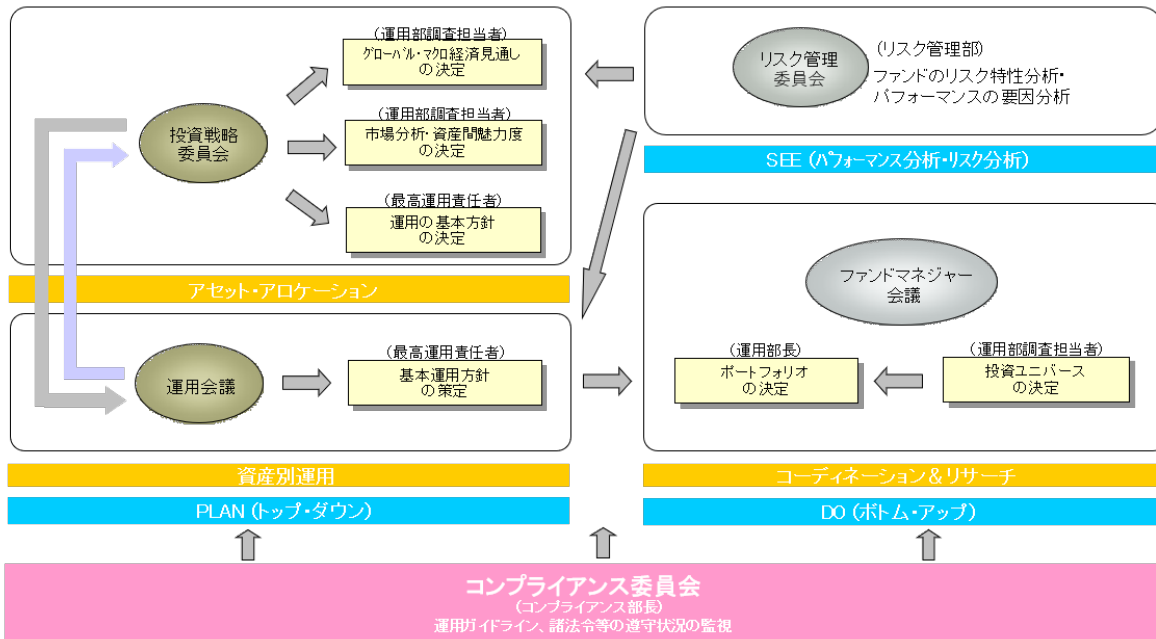 (運用部調査担当者)
グローバル・マクロ経済見通し
の決定
投資戦略
委員会
(運用部調査担当者)
市場分析・資産間魅力度
の決定
(最高運用責任者)
運用の基本方針
の決定
アセット・アロケーション
運用会議
(最高運用責任者)
基本運用方針
の策定
資産別運用
PLAN (トップ・ダウン)
リスク管理
委員会
(リスク管理部)
ファンドのリスク特性分析・
パフォーマンスの要因分析
SEE (パフォーマンス分析・リスク分析)
ファンドマネジャー
会議
(運用部長)
ポートフォリオ
の決定
(運用部調査担当者)
投資ユニバース
の決定
コーディネーション&リサーチ
DO (ボトム・アップ)
コンプライアンス委員会
(コンプライアンス部長)
運用ガイドライン、諸法令等の遵守状況の監視